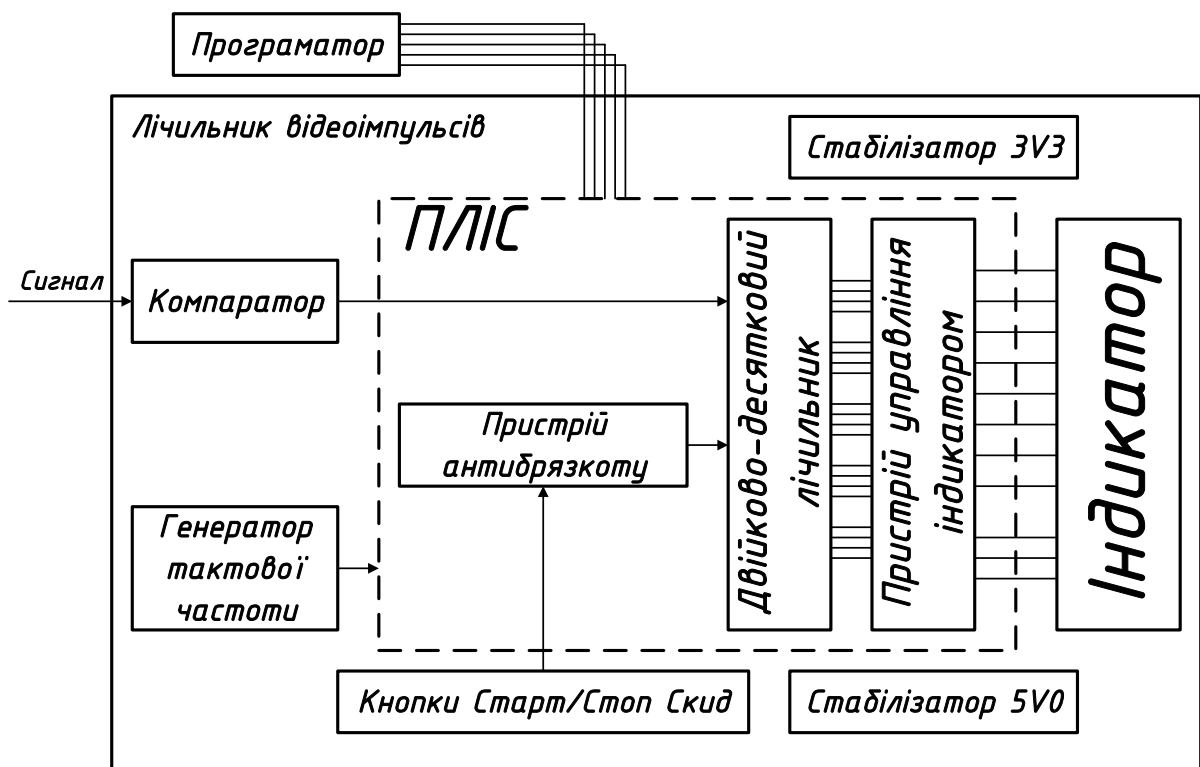 Програматор
Лічильник відеоімпульсів
Стабілізатор 3V3
ПЛІС
Сигнал
Компаратор
Двійково-десятковий
лічильник
Пристрій управління
індикатором
Індикатор
Пристрій
антибрязкоту
Генератор
тактової
частоти
Кнопки Старт/Стоп Скид
Стабілізатор 5V0